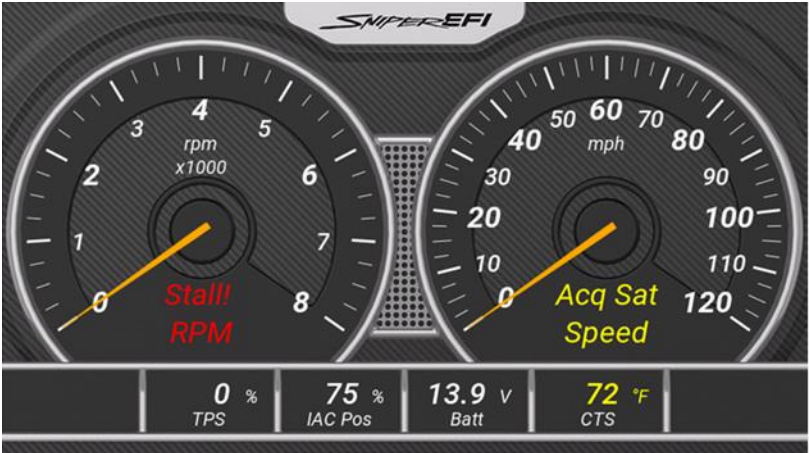 SNIPER EFI
4
3
5
rpm
x1000
2
6
1
7
0
8
Stall!
RPM
60
50
70
40
80
mph
30
90
20
100
10
110
0
120
Acq Sat
Speed
0 %
TPS
75 %
IAC Pos
13.9 V
Batt
72 °F
CTS